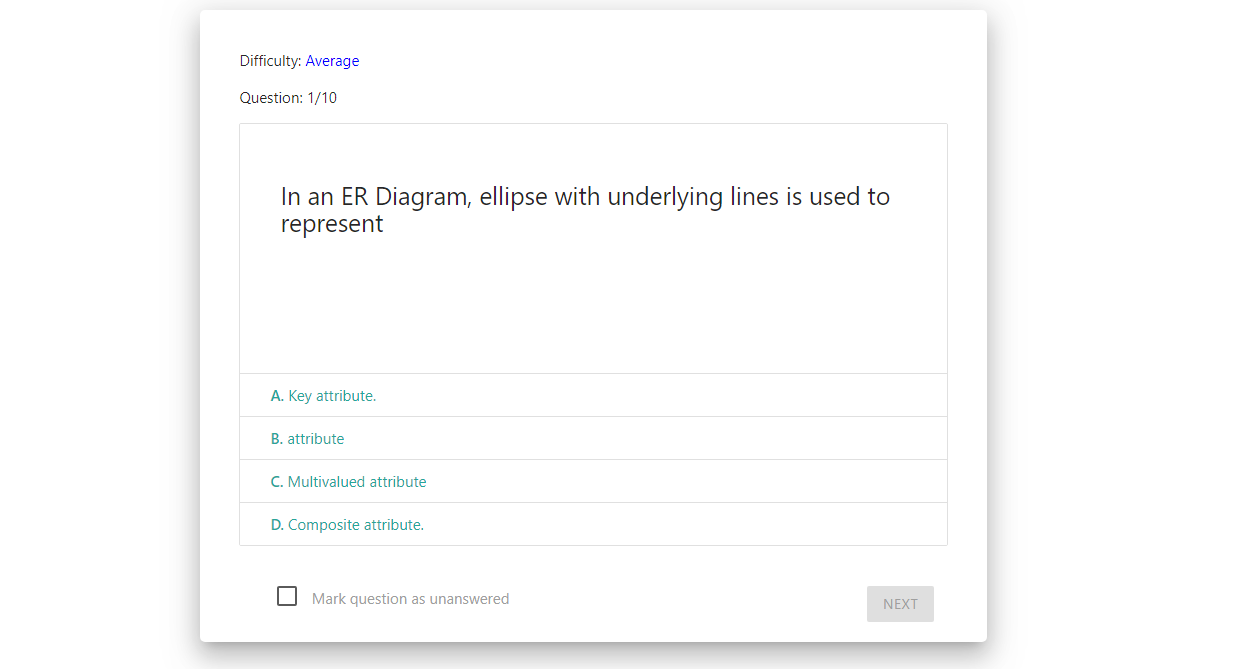 Difficulty: Average
Question: 1/10
In an ER Diagram, ellipse with underlying lines is used to
represent
A. Key attribute.
B. attribute
C. Multivalued attribute
D. Composite attribute.
Mark question as unanswered
NEXT